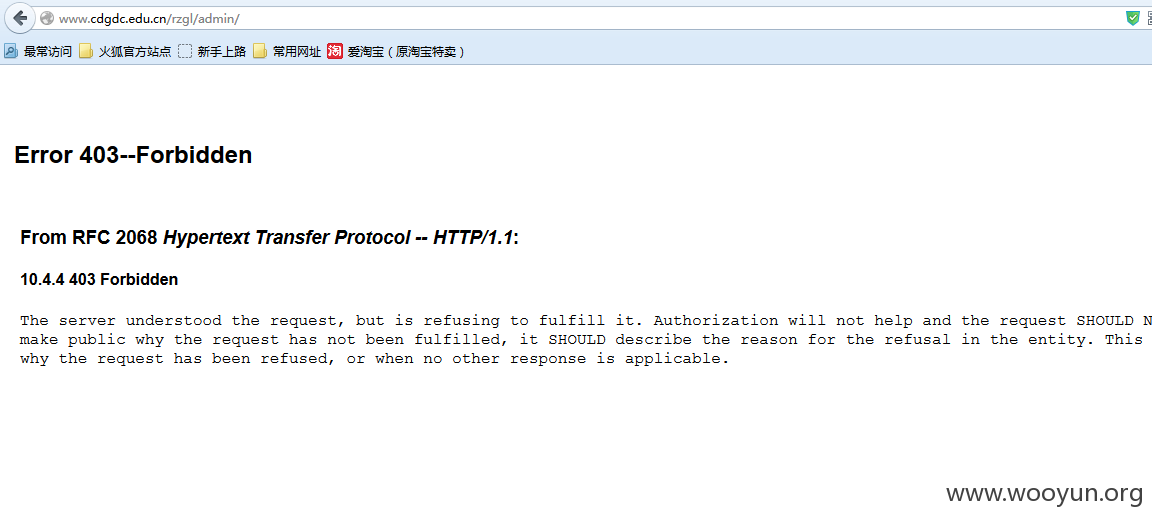 www.cdgdc.edu.cn/rzgl/admin/
最常访问 火狐官方站点 新手上路 常用网址 爱淘宝（原淘宝特卖）
Error 403--Forbidden
From RFC 2068 Hypertext Transfer Protocol -- HTTP/1.1:
10.4.4 403 Forbidden
The server understood the request, but is refusing to fulfill it. Authorization will not help and the request SHOULD N
make public why the request has not been fulfilled, it SHOULD describe the reason for the refusal in the entity. This
why the request has been refused, or when no other response is applicable.
www.wooyun.org